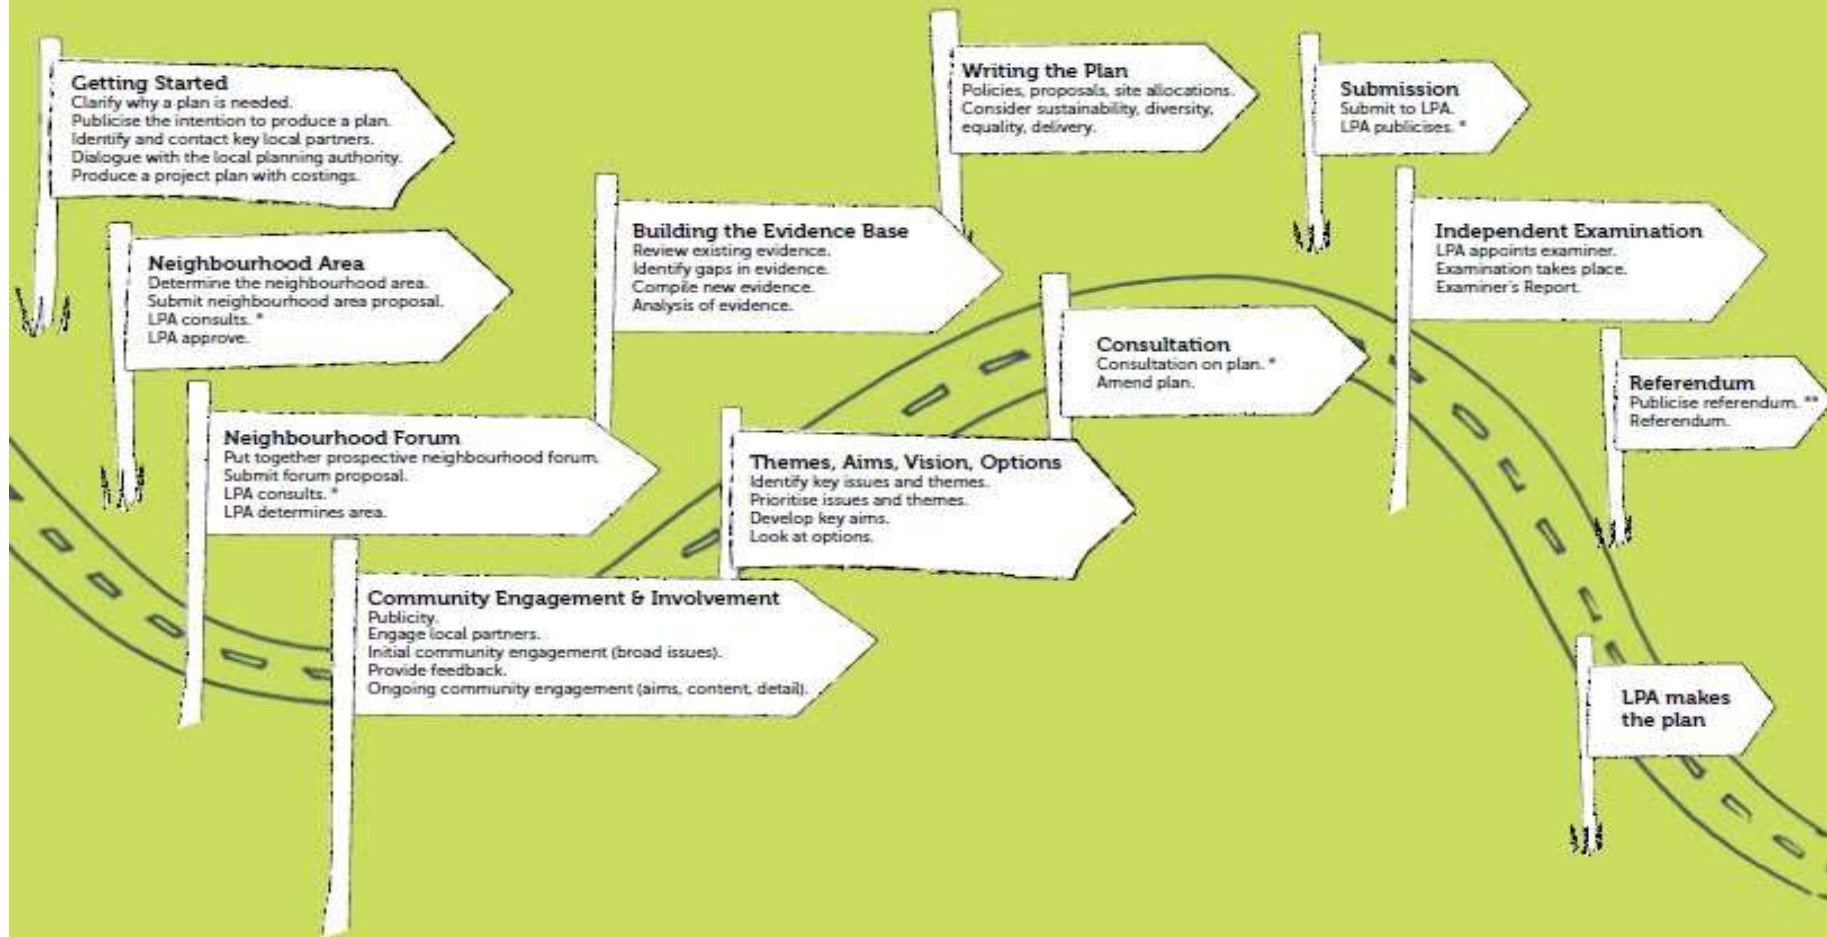 Getting Started
Clarify why a plan is needed.
Publicise the intention to produce a plan.
Identify and contact key local partners.
Dialogue with the local planning authority.
Produce a project plan with costings.
Neighbourhood Area
Determine the neighbourhood area.
Submit neighbourhood area proposal.
LPA consults. *
LPA approve.
Neighbourhood Forum
Put together prospective neighbourhood forum.
Submit forum proposal.
LPA consults. *
LPA determines area.
Community Engagement & Involvement
Publicity.
Engage local partners.
Initial community engagement (broad issues).
Provide feedback.
Ongoing community engagement (aims, content, detail).
Building the Evidence Base
Review existing evidence.
Identify gaps in evidence.
Compile new evidence.
Analysis of evidence.
Themes, Aims, Vision, Options
Identify key issues and themes.
Prioritise issues and themes.
Develop key aims.
Look at options.
Writing the Plan
Policies, proposals, site allocations.
Consider sustainability, diversity,
equality, delivery.
Consultation
Consultation on plan. *
Amend plan.
Submission
Submit to LPA.
LPA publicises. *
Independent Examination
LPA appoints examiner.
Examination takes place.
Examiner's Report.
Referendum
Publicise referendum. **
Referendum.
LPA makes
the plan